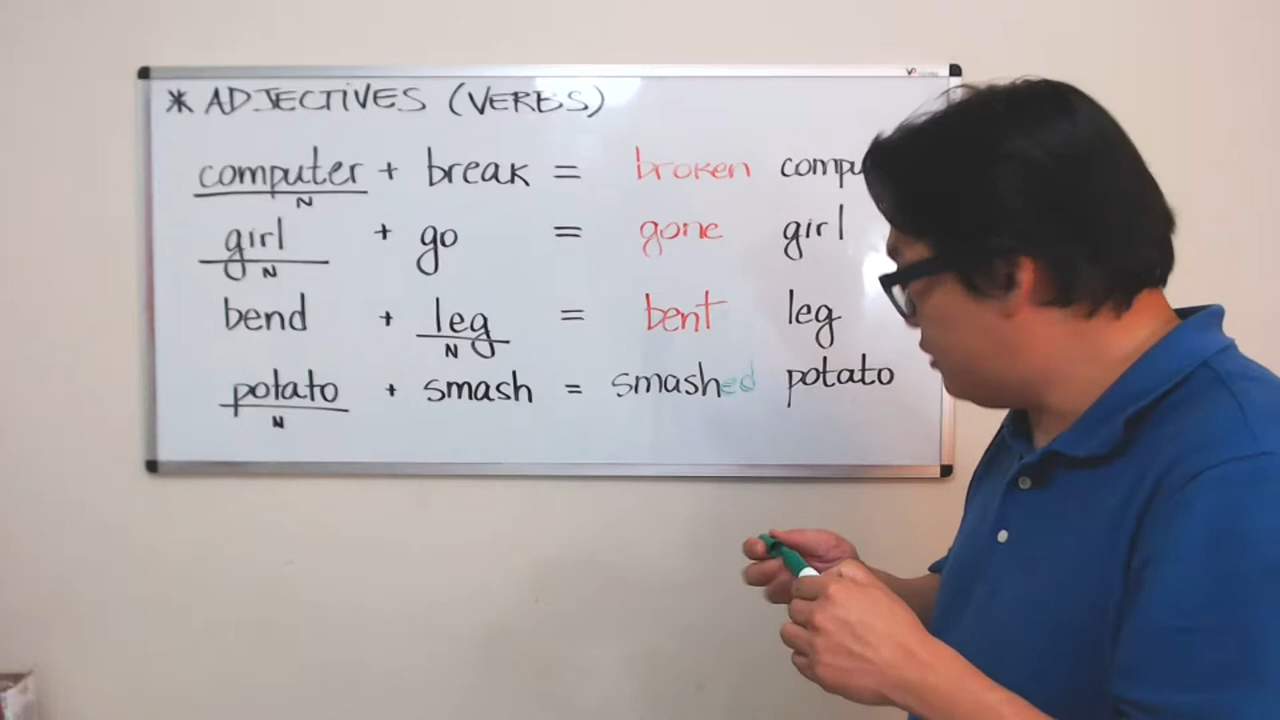 * ADJECTIVES (VERBS)
computer + break = broken compu
N
girl + go = gone girl
N
bend + leg = bent leg
N
potato + smash = smashed potato
N